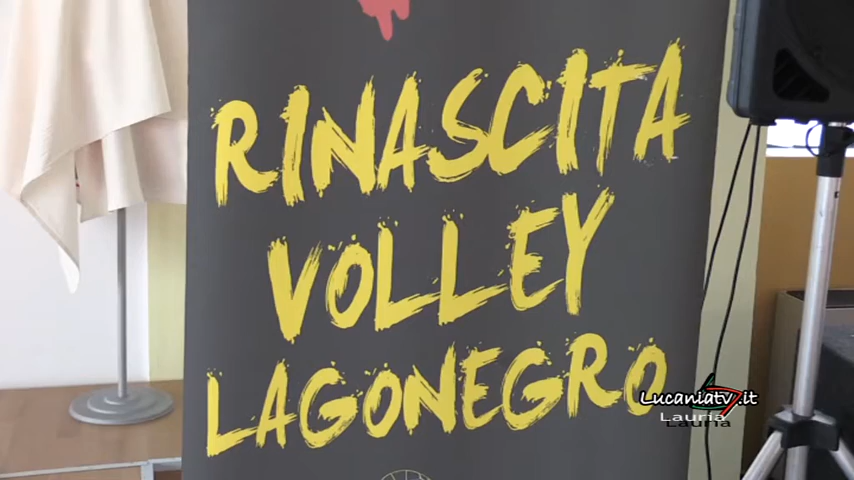 RINASCITA
VOLLEY
LAGONEGRO
Lucaniatv.it
Lauria